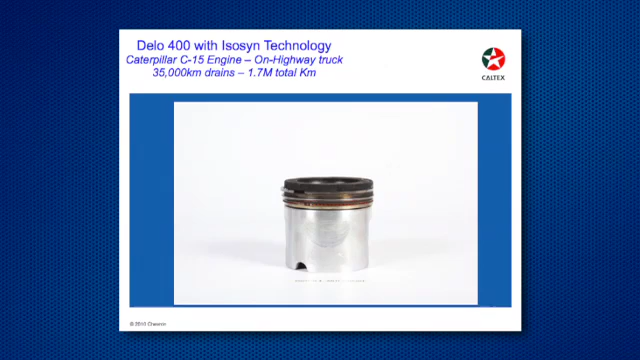 Delo 400 with Isosyn Technology
Caterpillar C-15 Engine – On-Highway truck
35,000km drains – 1.7M total Km
CALTEX
© 2010 Chevron